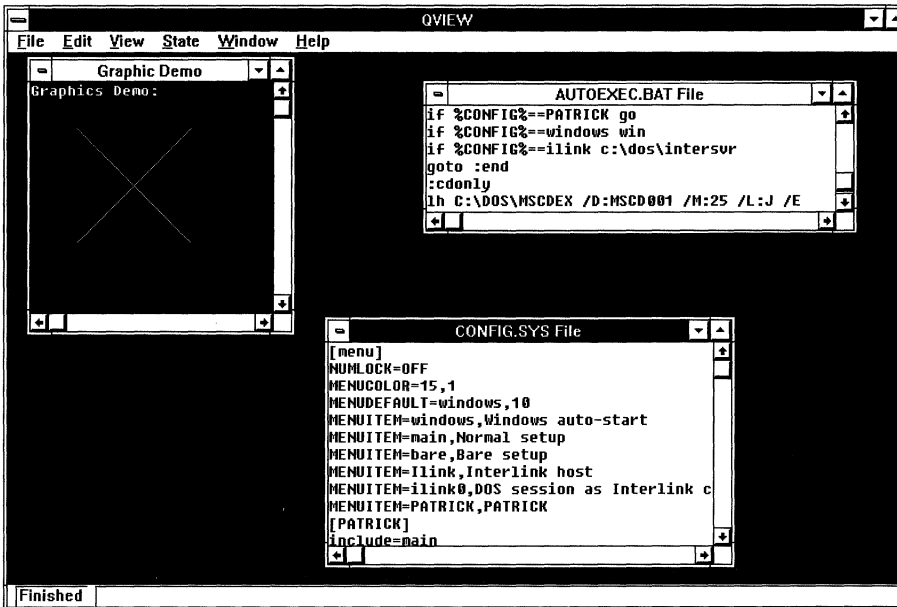 QVIEW
File Edit View State Window Help
Graphic Demo
Graphics Demo:
AUTOEXEC.BAT File
if %CONFIG%==PATRICK go
if %CONFIG%==windows win
if %CONFIG%==ilink c:\dos\intersvr
goto :end
:cdonly
lh C:\DOS\MSCDEX /D:MSCD001 /M:25 /L:J /E
CONFIG.SYS File
[menu]
NUMLOCK=OFF
MENUCOLOR=15,1
MENUDEFAULT=windows,10
MENUITEM=windows,Windows auto-start
MENUITEM=main,Normal setup
MENUITEM=bare,Bare setup
MENUITEM=Ilink,Interlink host
MENUITEM=ilink0,DOS session as Interlink c
MENUITEM=PATRICK,PATRICK
[PATRICK]
include=main
Finished